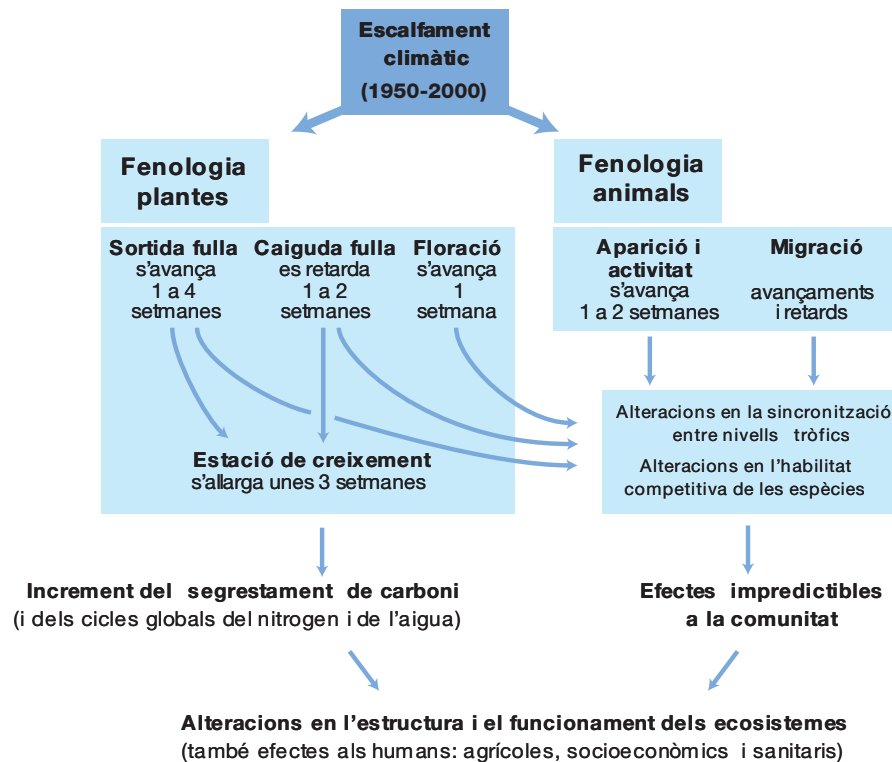 Escalfament
climàtic
(1950-2000)
Fenologia
plantes
Fenologia
animals
Sortida fulla
s'avança
1 a 4
setmanes
Caiguda fulla
es retarda
1 a 2
setmanes
Floració
s'avança
1
setmana
Aparició i
activitat
s'avança
1 a 2 setmanes
Migració
avançaments
i retards
Alteracions en la sincronització
entre nivells tròfics
Alteracions en l'habilitat
competitiva de les espècies
Estació de creixement
s'allarga unes 3 setmanes
Increment del segrestament de carboni
(i dels cicles globals del nitrogen i de l'aigua)
Efectes impredictibles
a la comunitat
Alteracions en l'estructura i el funcionament dels ecosistemes
(també efectes als humans: agrícoles, socioeconòmics i sanitaris)